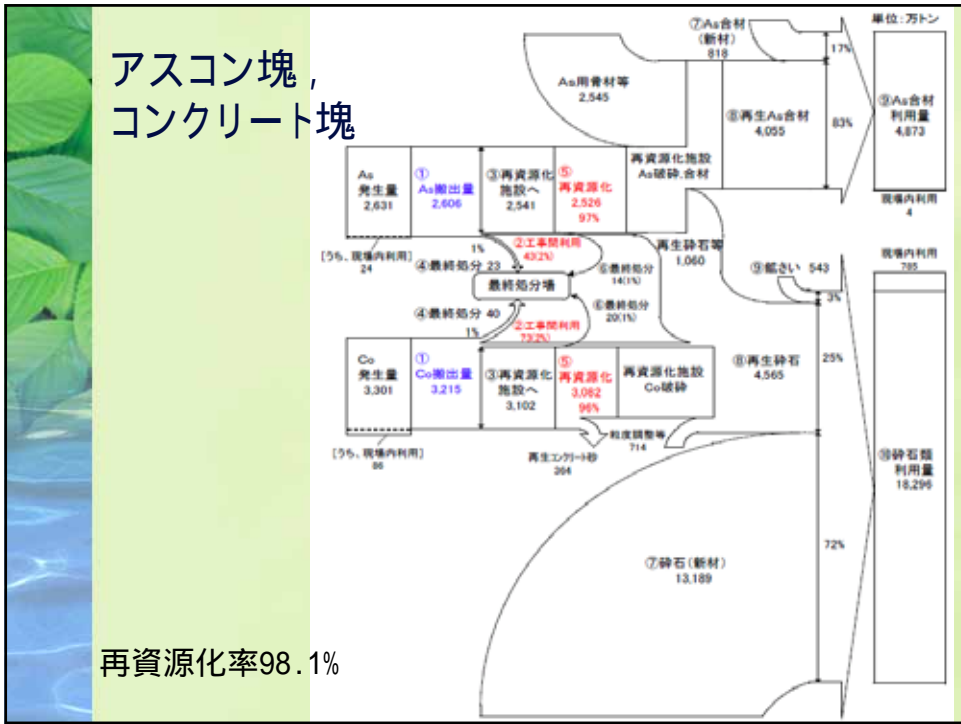 アスコン塊,
コンクリート塊
単位:万トン
⑦As合材
(新材)
818
17%
As用骨材等
2,545
⑧再生As合材
4,055
83%
⑨As合材
利用量
4,873
現場内利用
4
As
発生量
2,631
①
As搬出量
2,606
③再資源化
施設へ
2,541
⑤
再資源化
2,526
97%
再資源化施設
As破砕,合材
[うち、現場内利用]
24
1%
④最終処分 23
②工事間利用
43(2%)
⑥最終処分
14(1%)
再生砕石等
1,060
⑨鉱さい 543
3%
現場内利用
785
最終処分場
④最終処分 40
1%
②工事間利用
73(2%)
⑥最終処分
20(1%)
Co
発生量
3,301
①
Co搬出量
3,215
③再資源化
施設へ
3,102
⑤
再資源化
3,082
96%
再資源化施設
Co破砕
⑧再生砕石
4,565
25%
[うち、現場内利用]
86
再生コンクリート砂
364
粒度調整等
714
⑩砕石類
利用量
18,296
⑦砕石(新材)
13,189
72%
再資源化率98.1%